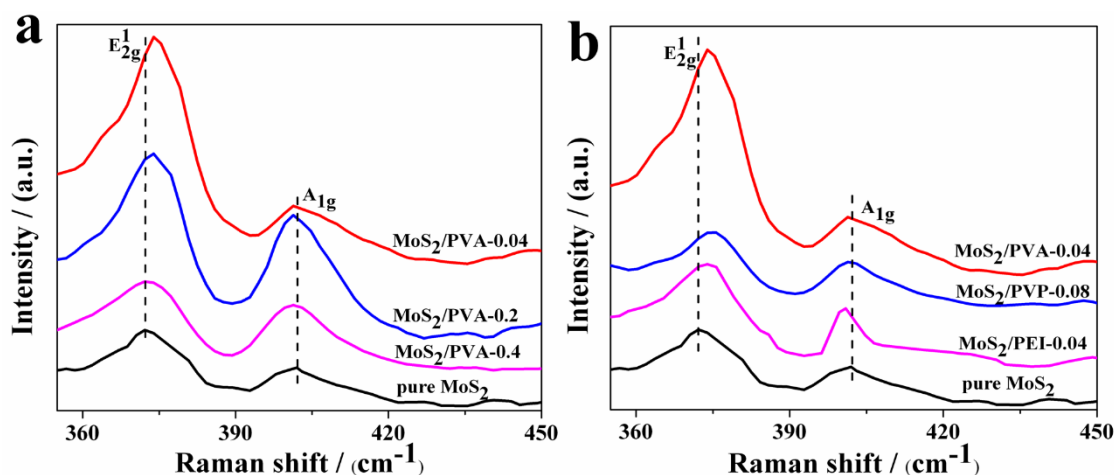 a
E¹₂g
A₁g
MoS₂/PVA-0.04
MoS₂/PVA-0.2
MoS₂/PVA-0.4
pure MoS₂
Intensity / (a.u.)
360 390 420 450
Raman shift / (cm⁻¹)
b
E¹₂g
A₁g
MoS₂/PVA-0.04
MoS₂/PVP-0.08
MoS₂/PEI-0.04
pure MoS₂
Intensity / (a.u.)
360 390 420 450
Raman shift / (cm⁻¹)